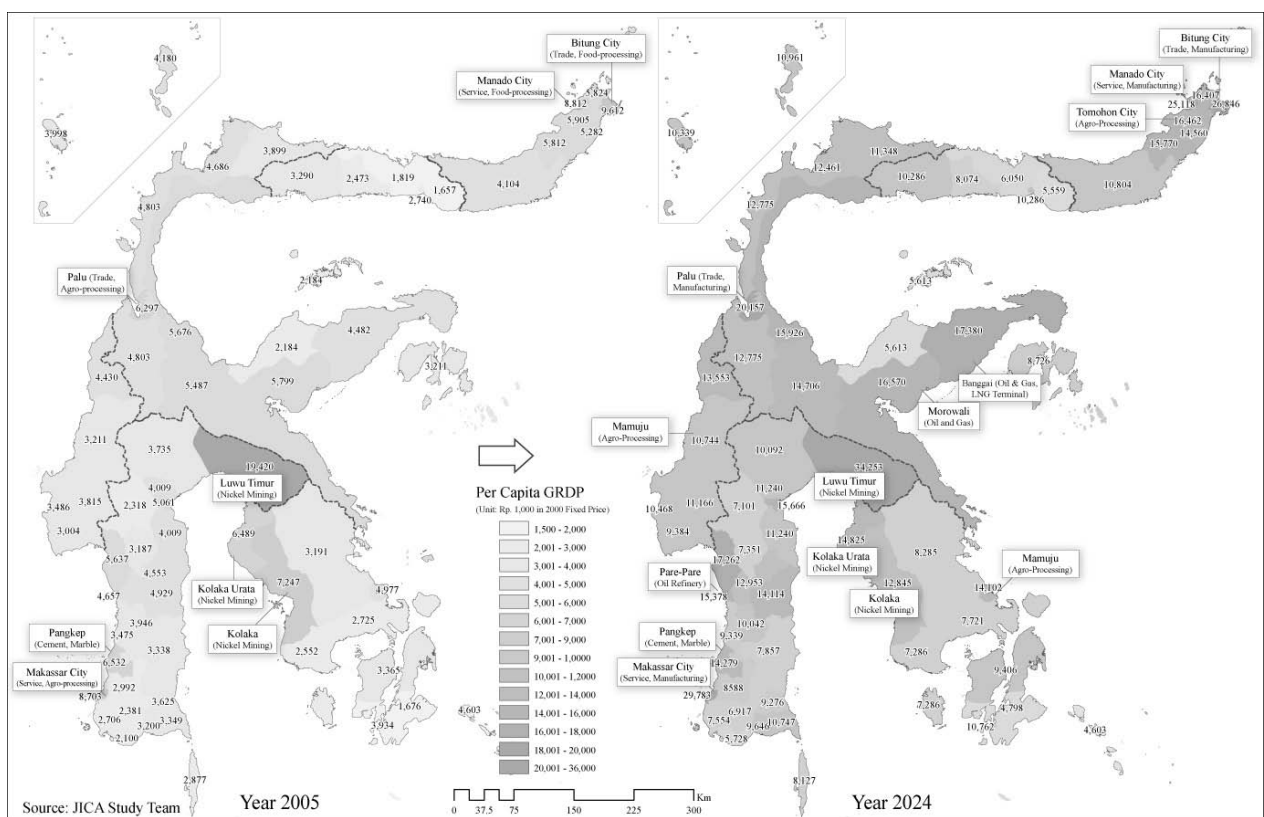 4,180
3,998
Bitung City
(Trade, Food-processing)
Manado City
(Service, Food-processing)
5,824
8,812
9,612
5,905
5,282
5,812
3,899
4,686
3,290
2,473
1,819
4,104
1,657
2,740
4,803
2,184
Palu (Trade,
Agro-processing)
6,297
5,676
4,482
2,184
4,803
3,211
4,430
5,799
5,487
3,211
3,735
19,420
Luwu Timur
(Nickel Mining)
4,009
3,815
5,061
3,486
2,318
3,004
4,009
6,489
3,191
3,187
5,637
4,553
Kolaka Urata
(Nickel Mining)
7,247
4,929
4,657
4,977
3,946
2,725
Pangkep
(Cement, Marble)
3,475
Kolaka
(Nickel Mining)
3,338
2,552
6,532
3,365
Makassar City
(Service, Agro-processing)
2,992
8,703
3,625
2,381
1,676
2,706
3,349
3,200
3,934
4,603
2,100
2,877
Source: JICA Study Team
Year 2005
Per Capita GRDP
(Unit: Rp. 1,000 in 2000 Fixed Price)
1,500 - 2,000
2,001 - 3,000
3,001 - 4,000
4,001 - 5,000
5,001 - 6,000
6,001 - 7,000
7,001 - 9,000
9,001 - 1,0000
10,001 - 1,2000
12,001 - 14,000
14,001 - 16,000
16,001 - 18,000
18,001 - 20,000
20,001 - 36,000
Km
0 37.5 75 150 225 300
10,961
10,339
Bitung City
(Trade, Manufacturing)
Manado City
(Service, Manufacturing)
16,407
25,118
26,846
Tomohon City
(Agro-Processing)
16,462
14,560
15,770
11,348
12,461
10,286
8,074
6,050
10,804
5,559
10,286
12,775
5,613
Palu (Trade,
Manufacturing)
20,157
15,926
17,380
5,613
12,775
8,726
13,553
16,570
Banggai (Oil & Gas,
LNG Terminal)
14,706
Morowali
(Oil and Gas)
Mamuju
(Agro-Processing)
10,744
10,092
34,253
Luwu Timur
(Nickel Mining)
11,240
11,166
15,666
10,468
7,101
9,384
11,240
14,825
8,285
7,351
17,262
Kolaka Urata
(Nickel Mining)
Mamuju
(Agro-Processing)
Pare-Pare
(Oil Refinery)
12,953
12,845
14,114
15,378
14,102
Kolaka
(Nickel Mining)
10,042
7,721
Pangkep
(Cement, Marble)
9,339
7,857
7,286
14,279
9,406
Makassar City
(Service, Manufacturing)
8588
29,783
9,276
7,286
4,798
6,917
7,554
10,747
9,646
10,762
4,603
5,728
8,127
Year 2024